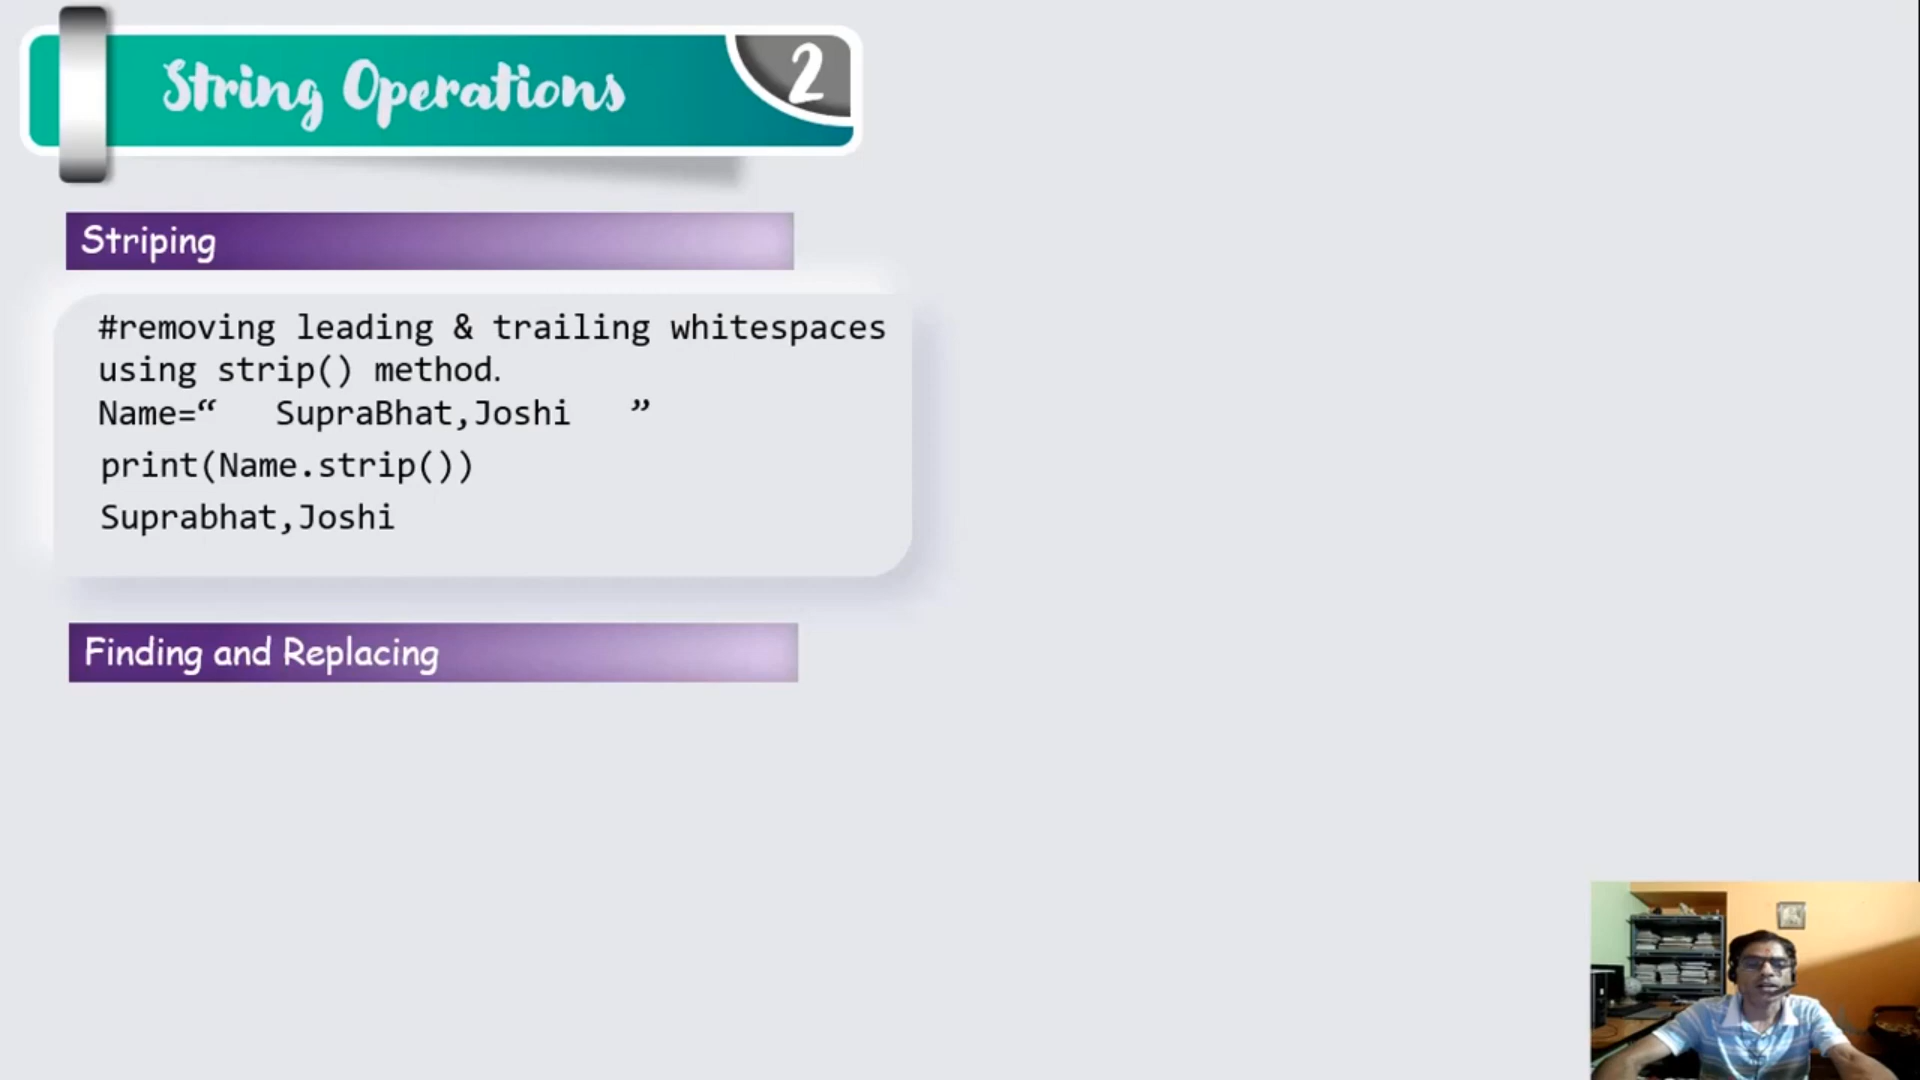 String Operations
2
Striping
#removing leading & trailing whitespaces
using strip() method.
Name=“   SupraBhat,Joshi   ”
print(Name.strip())
Suprabhat,Joshi
Finding and Replacing